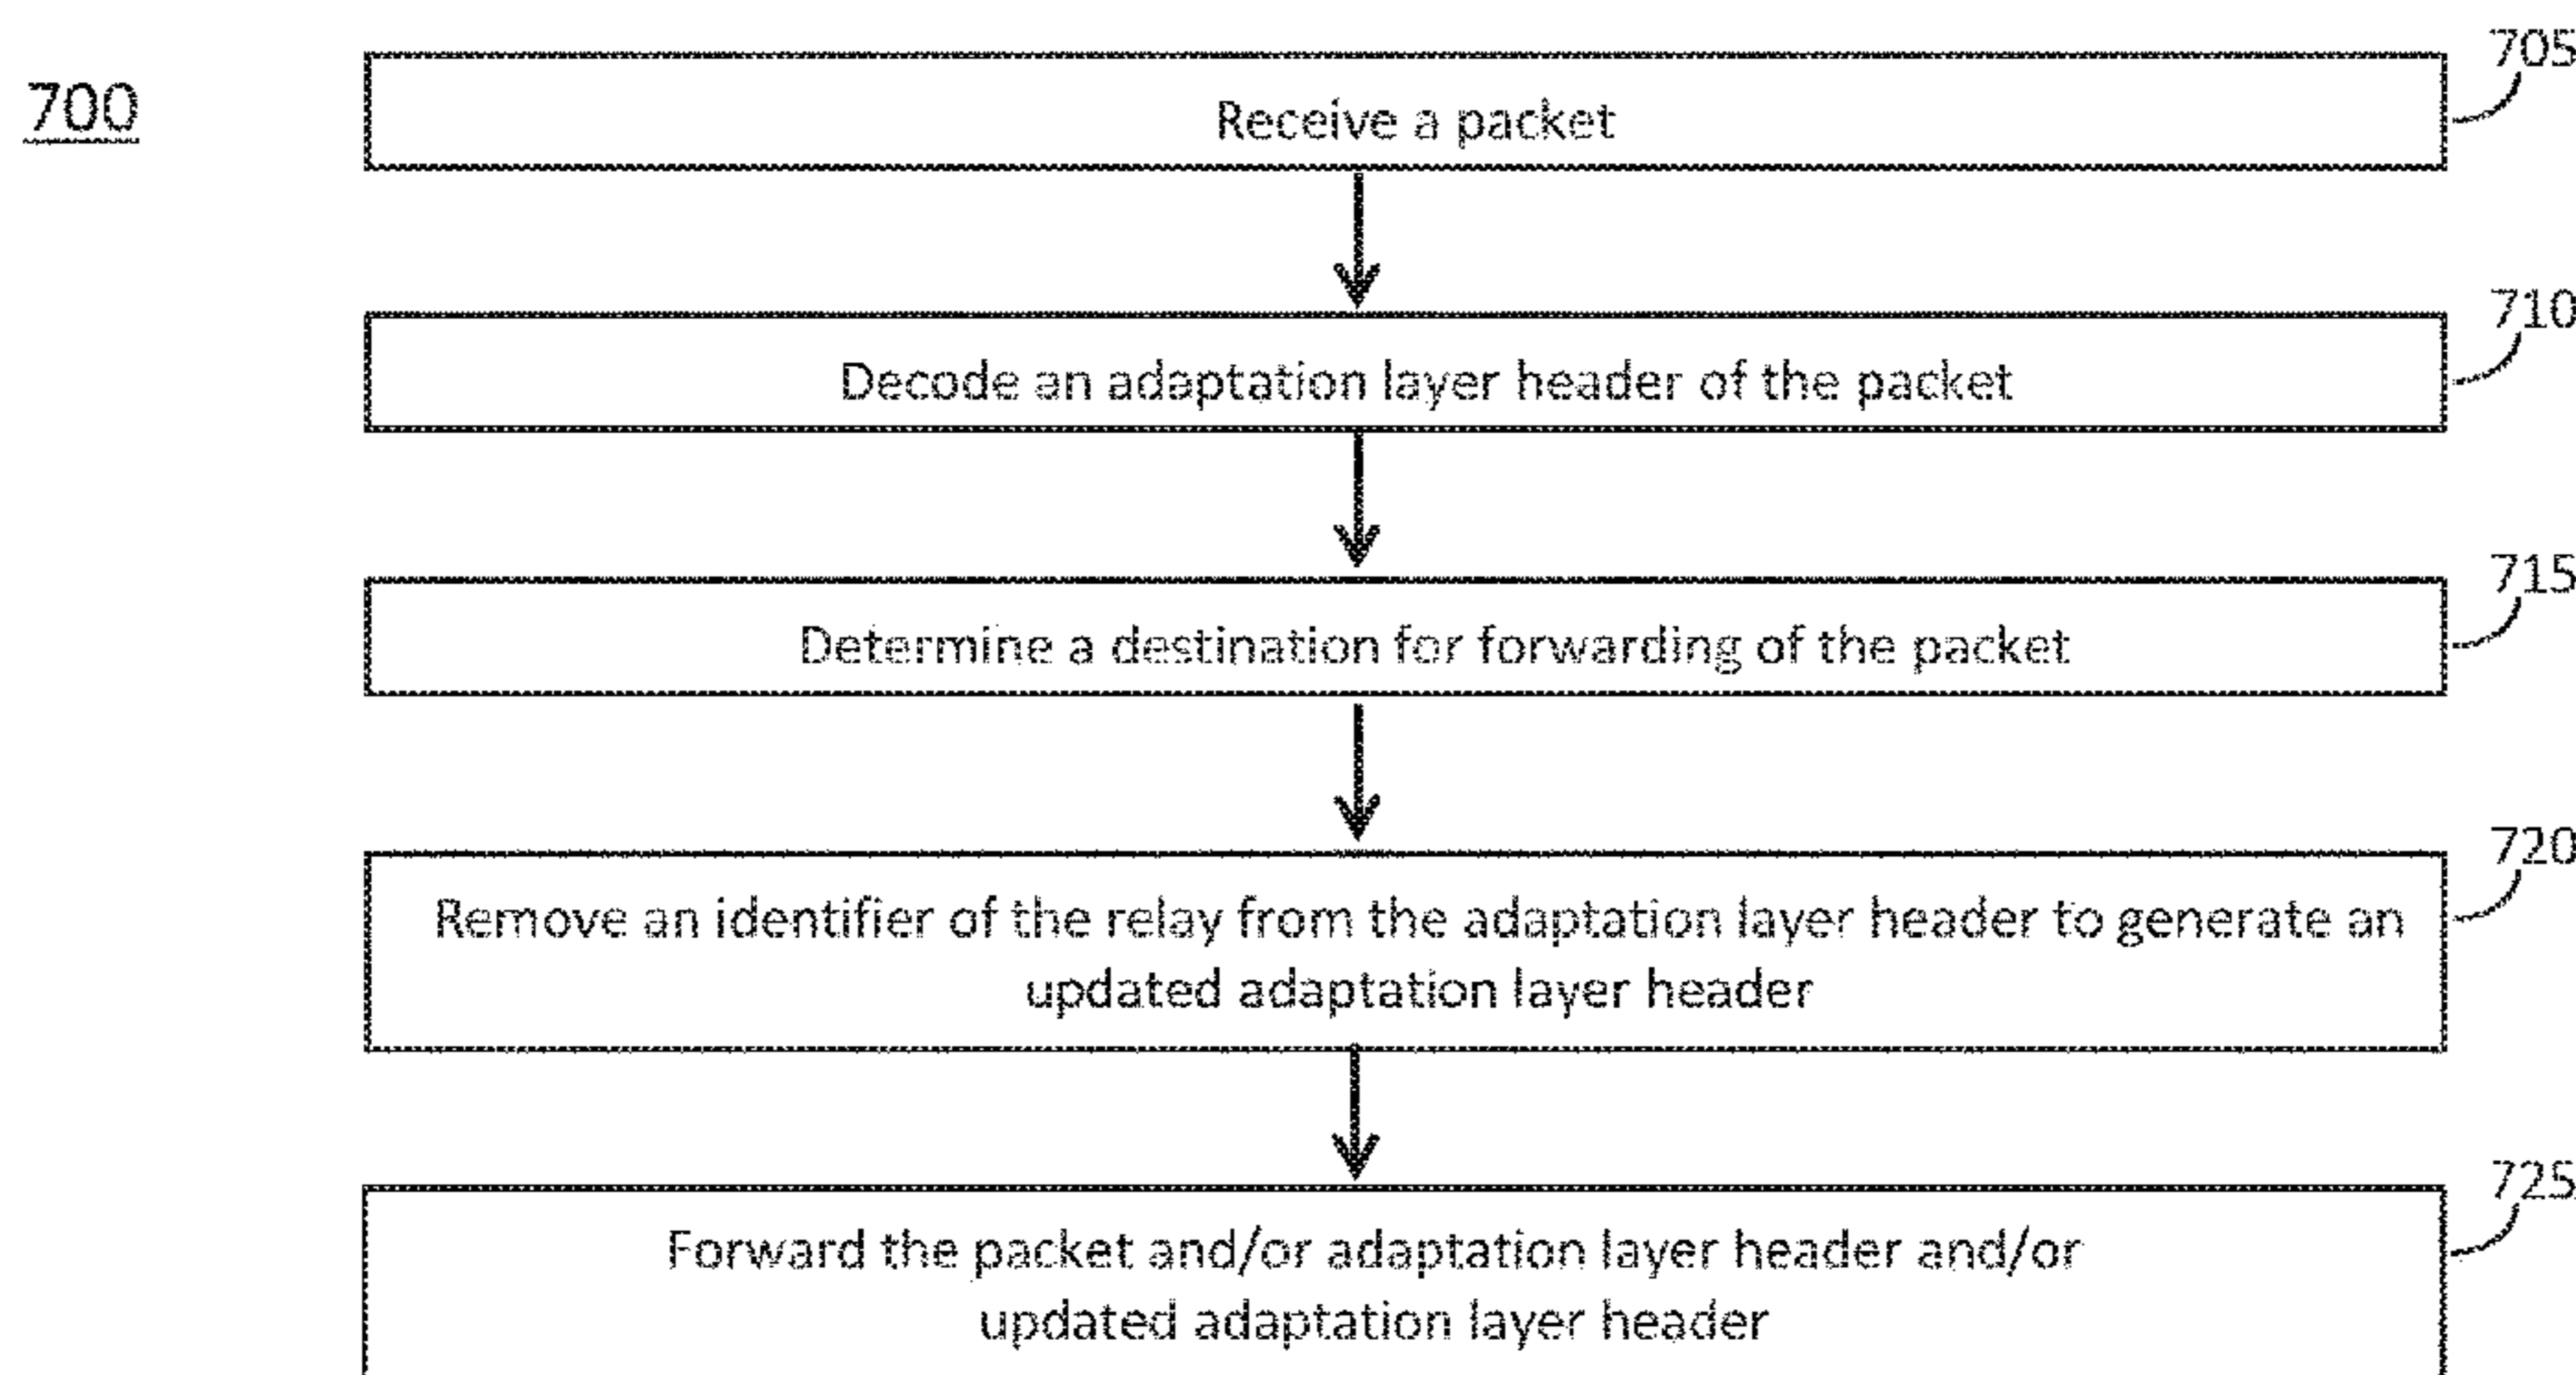 700
705
Receive a packet
710
Decode an adaptation layer header of the packet
715
Determine a destination for forwarding of the packet
720
Remove an identifier of the relay from the adaptation layer header to generate an
updated adaptation layer header
725
Forward the packet and/or adaptation layer header and/or
updated adaptation layer header